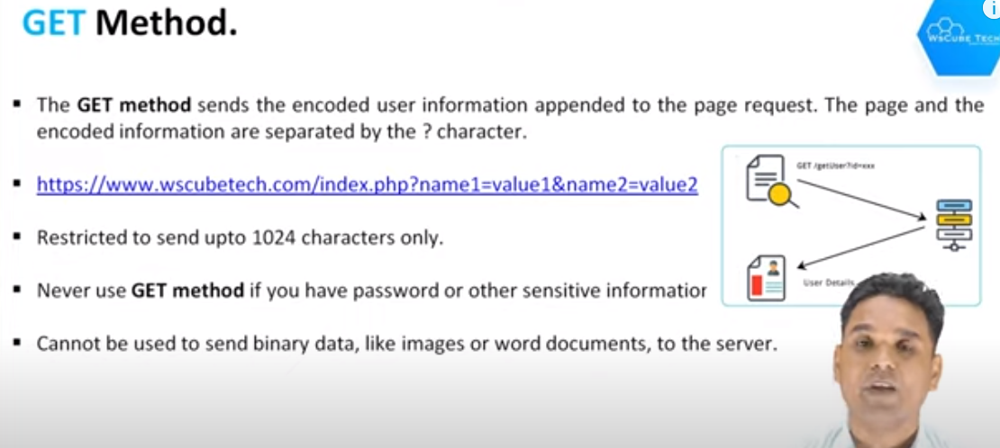 GET Method.
WsCube Tech
The GET method sends the encoded user information appended to the page request. The page and the
encoded information are separated by the ? character.
https://www.wscubetech.com/index.php?name1=value1&name2=value2
GET /getUser?id=xxx
Restricted to send upto 1024 characters only.
Never use GET method if you have password or other sensitive information
User Details
Cannot be used to send binary data, like images or word documents, to the server.